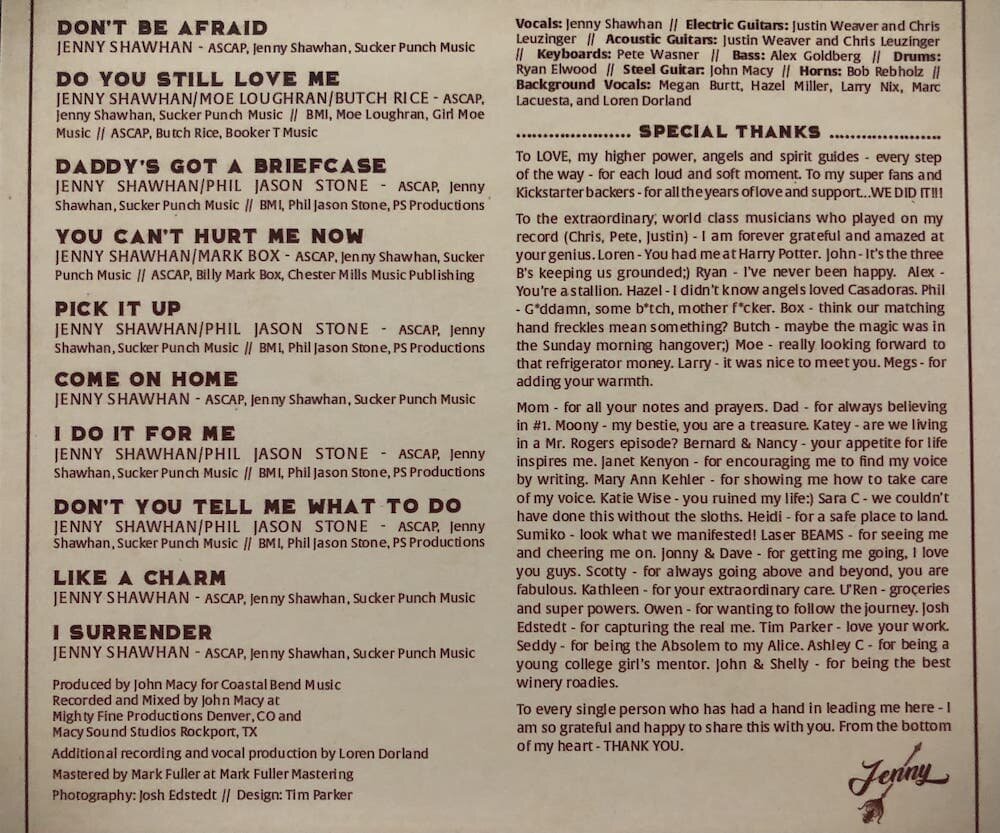 DON'T BE AFRAID
JENNY SHAWHAN - ASCAP, Jenny Shawhan, Sucker Punch Music
DO YOU STILL LOVE ME
JENNY SHAWHAN/MOE LOUGHRAN/BUTCH RICE - ASCAP,
Jenny Shawhan, Sucker Punch Music // BMI, Moe Loughran, Girl Moe
Music // ASCAP, Butch Rice, Booker T Music
DADDY'S GOT A BRIEFCASE
JENNY SHAWHAN/PHIL JASON STONE - ASCAP, Jenny
Shawhan, Sucker Punch Music // BMI, Phil Jason Stone, PS Productions
YOU CAN'T HURT ME NOW
JENNY SHAWHAN/MARK BOX - ASCAP, Jenny Shawhan, Sucker
Punch Music // ASCAP, Billy Mark Box, Chester Mills Music Publishing
PICK IT UP
JENNY SHAWHAN/PHIL JASON STONE - ASCAP, Jenny
Shawhan, Sucker Punch Music // BMI, Phil Jason Stone, PS Productions
COME ON HOME
JENNY SHAWHAN - ASCAP, Jenny Shawhan, Sucker Punch Music
I DO IT FOR ME
JENNY SHAWHAN/PHIL JASON STONE - ASCAP, Jenny
Shawhan, Sucker Punch Music // BMI, Phil Jason Stone, PS Productions
DON'T YOU TELL ME WHAT TO DO
JENNY SHAWHAN/PHIL JASON STONE - ASCAP, Jenny
Shawhan, Sucker Punch Music // BMI, Phil Jason Stone, PS Productions
LIKE A CHARM
JENNY SHAWHAN - ASCAP, Jenny Shawhan, Sucker Punch Music
I SURRENDER
JENNY SHAWHAN - ASCAP, Jenny Shawhan, Sucker Punch Music
Produced by John Macy for Coastal Bend Music
Recorded and Mixed by John Macy at
Mighty Fine Productions Denver, CO and
Macy Sound Studios Rockport, TX
Additional recording and vocal production by Loren Dorland
Mastered by Mark Fuller at Mark Fuller Mastering
Photography: Josh Edstedt // Design: Tim Parker
Vocals: Jenny Shawhan // Electric Guitars: Justin Weaver and Chris
Leuzinger // Acoustic Guitars: Justin Weaver and Chris Leuzinger
// Keyboards: Pete Wasner // Bass: Alex Goldberg // Drums:
Ryan Elwood // Steel Guitar: John Macy // Horns: Bob Rebholz //
Background Vocals: Megan Burtt, Hazel Miller, Larry Nix, Marc
Lacuesta, and Loren Dorland
..................... SPECIAL THANKS .....................
To LOVE, my higher power, angels and spirit guides - every step
of the way - for each loud and soft moment. To my super fans and
Kickstarter backers - for all the years of love and support...WE DID IT!!!
To the extraordinary, world class musicians who played on my
record (Chris, Pete, Justin) - I am forever grateful and amazed at
your genius. Loren - You had me at Harry Potter. John - It's the three
B's keeping us grounded;) Ryan - I've never been happy. Alex -
You're a stallion. Hazel - I didn't know angels loved Casadoras. Phil
- G*ddamn, some b*tch, mother f*cker. Box - think our matching
hand freckles mean something? Butch - maybe the magic was in
the Sunday morning hangover;) Moe - really looking forward to
that refrigerator money. Larry - it was nice to meet you. Megs - for
adding your warmth.
Mom - for all your notes and prayers. Dad - for always believing
in #1. Moony - my bestie, you are a treasure. Katey - are we living
in a Mr. Rogers episode? Bernard & Nancy - your appetite for life
inspires me. Janet Kenyon - for encouraging me to find my voice
by writing. Mary Ann Kehler - for showing me how to take care
of my voice. Katie Wise - you ruined my life:) Sara C - we couldn't
have done this without the sloths. Heidi - for a safe place to land.
Sumiko - look what we manifested! Laser BEAMS - for seeing me
and cheering me on. Jonny & Dave - for getting me going, I love
you guys. Scotty - for always going above and beyond, you are
fabulous. Kathleen - for your extraordinary care. U'Ren - groceries
and super powers. Owen - for wanting to follow the journey. Josh
Edstedt - for capturing the real me. Tim Parker - love your work.
Seddy - for being the Absolem to my Alice. Ashley C - for being a
young college girl's mentor. John & Shelly - for being the best
winery roadies.
To every single person who has had a hand in leading me here - I
am so grateful and happy to share this with you. From the bottom
of my heart - THANK YOU.
Jenny